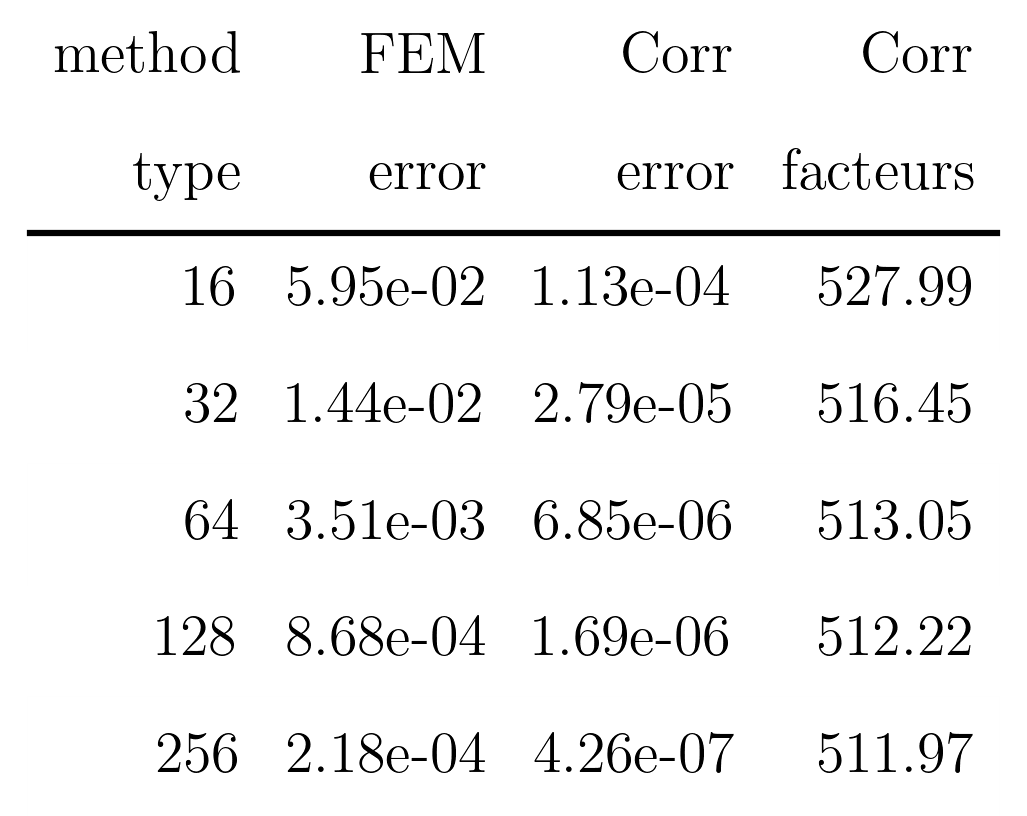 method FEM Corr Corr
type error error facteurs
16 5.95e-02 1.13e-04 527.99
32 1.44e-02 2.79e-05 516.45
64 3.51e-03 6.85e-06 513.05
128 8.68e-04 1.69e-06 512.22
256 2.18e-04 4.26e-07 511.97